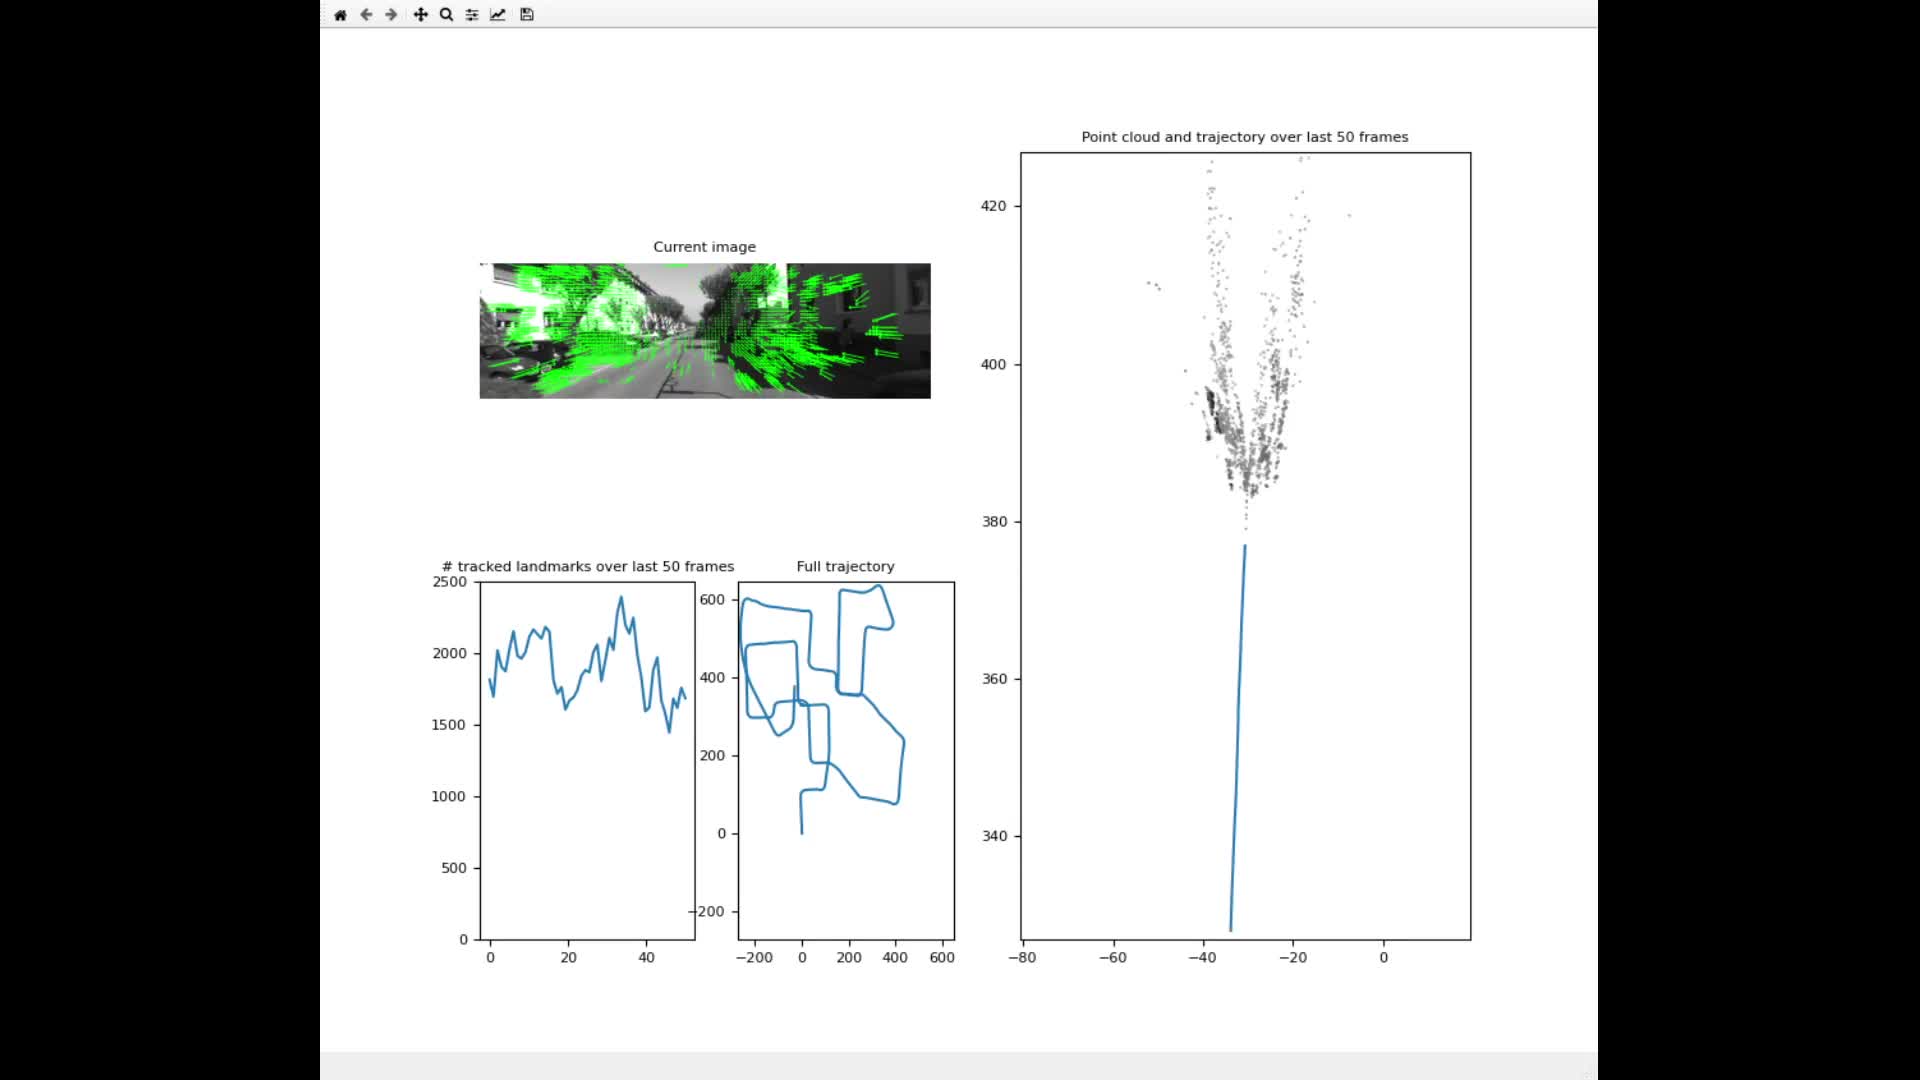 Point cloud and trajectory over last 50 frames
420
400
380
360
340
−80 −60 −40 −20 0
Current image
# tracked landmarks over last 50 frames
2500
2000
1500
1000
500
0
0 20 40
Full trajectory
600
400
200
0
−200
−200 0 200 400 600